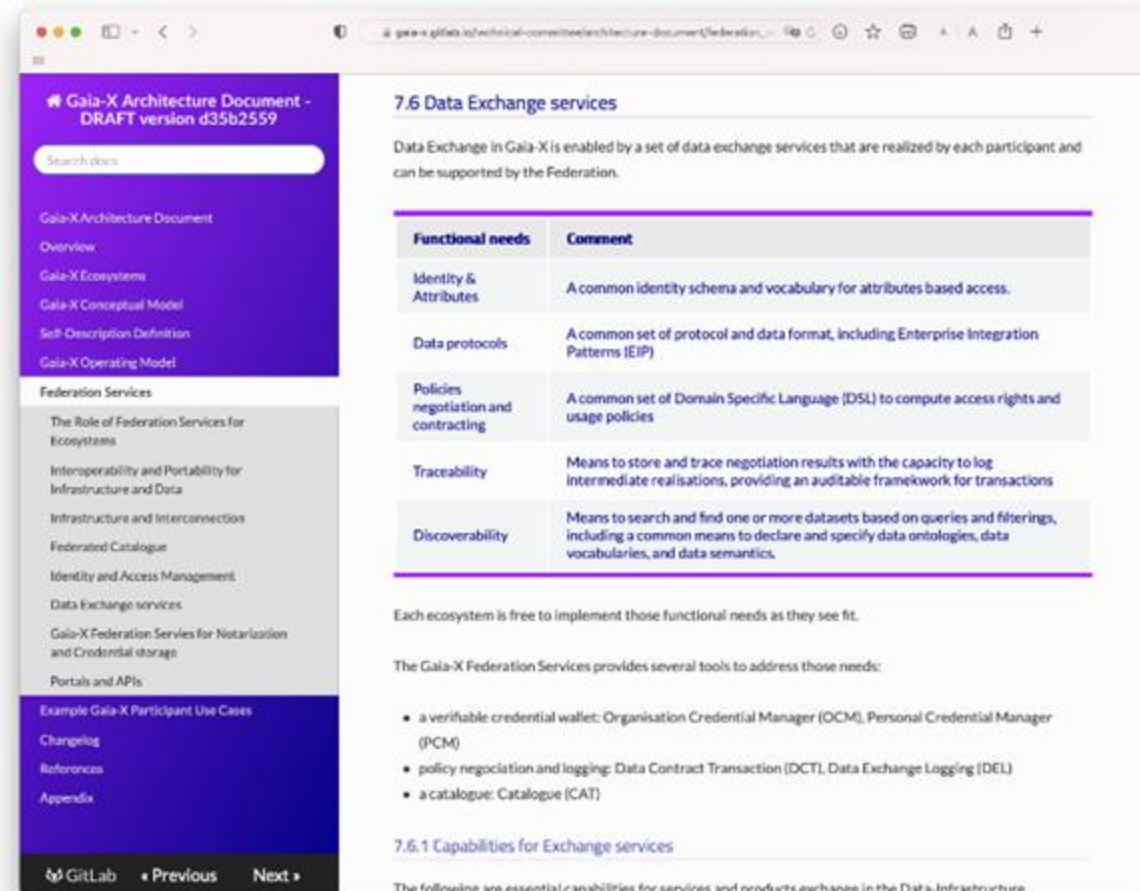 Gaia-X Architecture Document -
DRAFT version d35b2559
Search docs
Gaia-X Architecture Document
Overview
Gaia-X Ecosystems
Gaia-X Conceptual Model
Self-Description Definition
Gaia-X Operating Model
Federation Services
The Role of Federation Services for
Ecosystems
Interoperability and Portability for
Infrastructure and Data
Infrastructure and Interconnection
Federated Catalogue
Identity and Access Management
Data Exchange services
Gaia-X Federation Servies for Notarization
and Credential storage
Portals and APIs
Example Gaia-X Participant Use Cases
Changelog
References
Appendix
GitLab « Previous Next »
7.6 Data Exchange services
Data Exchange in Gaia-X is enabled by a set of data exchange services that are realized by each participant and
can be supported by the Federation.
Functional needs Comment
Identity &
Attributes
A common identity schema and vocabulary for attributes based access.
Data protocols
A common set of protocol and data format, including Enterprise Integration
Patterns (EIP)
Policies
negotiation and
contracting
A common set of Domain Specific Language (DSL) to compute access rights and
usage policies
Traceability
Means to store and trace negotiation results with the capacity to log
intermediate realisations, providing an auditable framekwork for transactions
Discoverability
Means to search and find one or more datasets based on queries and filterings,
including a common means to declare and specify data ontologies, data
vocabularies, and data semantics.
Each ecosystem is free to implement those functional needs as they see fit.
The Gaia-X Federation Services provides several tools to address those needs:
• a verifiable credential wallet: Organisation Credential Manager (OCM), Personal Credential Manager
(PCM)
• policy negociation and logging: Data Contract Transaction (DCT), Data Exchange Logging (DEL)
• a catalogue: Catalogue (CAT)
7.6.1 Capabilities for Exchange services
The following are essential capabilities for services and products exchange in the Data-Infrastructure